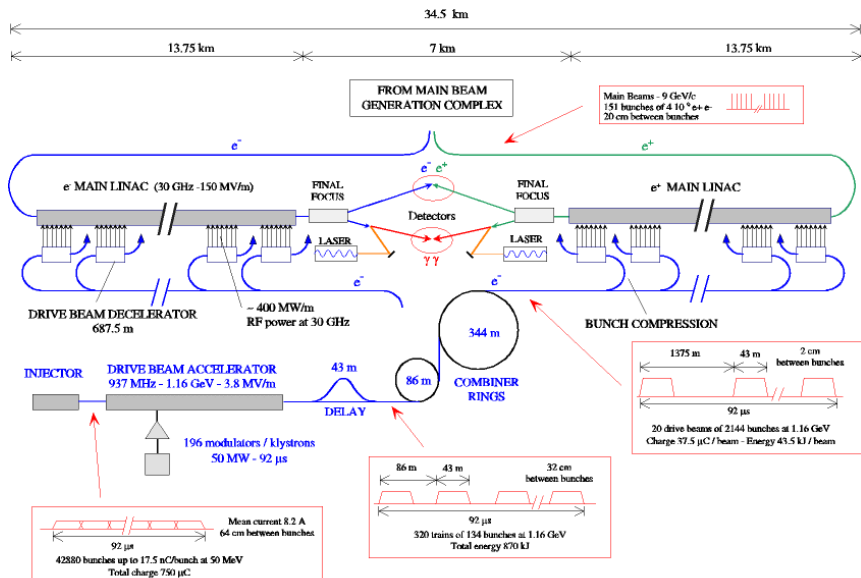 34.5 km
13.75 km
7 km
13.75 km
FROM MAIN BEAM
GENERATION COMPLEX
Main Beams - 9 GeV/c
151 bunches of 4 10⁹ e+ e-
20 cm between bunches
e⁻
e⁺
e⁻ MAIN LINAC (30 GHz -150 MV/m)
FINAL
FOCUS
e⁻ e⁺
FINAL
FOCUS
e⁺ MAIN LINAC
Detectors
LASER
γ γ
LASER
e⁻
e⁻
DRIVE BEAM DECELERATOR
687.5 m
~ 400 MW/m
RF power at 30 GHz
BUNCH COMPRESSION
344 m
INJECTOR
DRIVE BEAM ACCELERATOR
937 MHz - 1.16 GeV - 3.8 MV/m
43 m
DELAY
86 m
COMBINER
RINGS
1375 m
43 m
2 cm
between bunches
92 µs
20 drive beams of 2144 bunches at 1.16 GeV
Charge 37.5 µC / beam - Energy 43.5 kJ / beam
196 modulators / klystrons
50 MW - 92 µs
86 m
43 m
32 cm
between bunches
92 µs
320 trains of 134 bunches at 1.16 GeV
Total energy 870 kJ
Mean current 8.2 A
64 cm between bunches
92 µs
42880 bunches up to 17.5 nC/bunch at 50 MeV
Total charge 750 µC